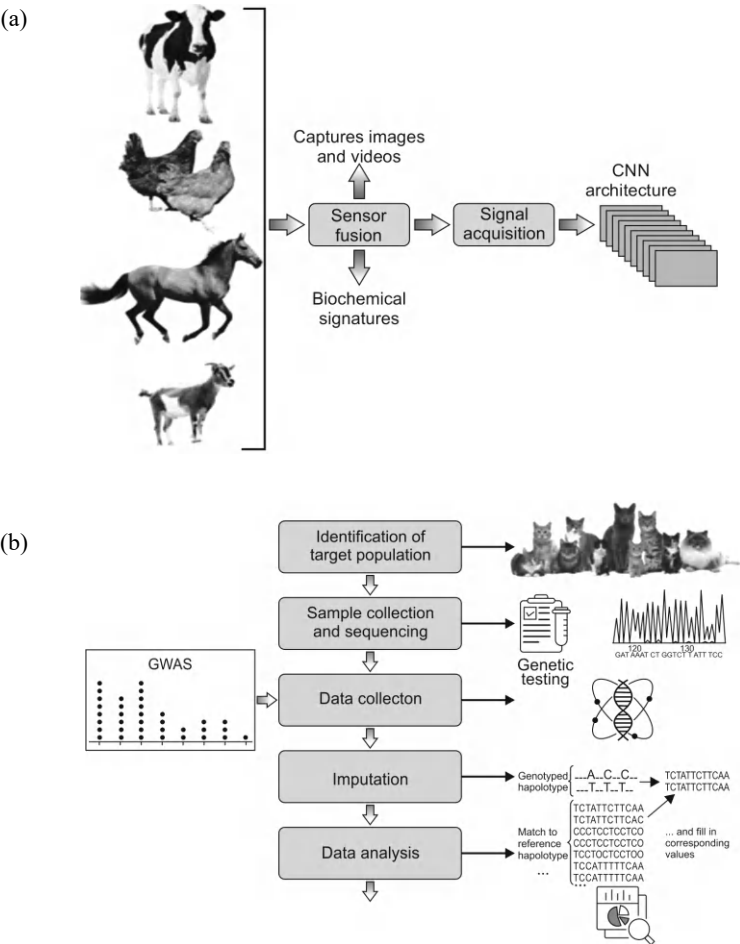 (a)
Captures images
and videos
Sensor
fusion
Signal
acquisition
CNN
architecture
Biochemical
signatures
(b)
Identification of
target population
Sample collection
and sequencing
120 130
GAT AAAT CT GGTCT T ATT TCC
Genetic
testing
GWAS
Data collecton
Imputation
Genotyped
hapolotype
---A--C--C--
---T--T--T--
TCTATTCTTCAA
TCTATTCTTCAA
Data analysis
Match to
reference
hapolotype
...
TCTATTCTTCAA
TCTATTCTTCAC
CCCTCCTCCTCO
CCCTCCTCCTCO
TCCTOCTCCTOO
TCCATTTTTCAA
TCCATTTTTCAA
...
... and fill in
corresponding
values